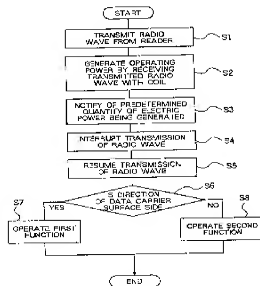 START
TRANSMIT RADIO
WAVE FROM READER
S1
GENERATE OPERATING
POWER BY RECEIVING
TRANSMITTED RADIO
WAVE WITH COIL
S2
NOTIFY OF PREDETERMINED
QUANTITY OF ELECTRIC
POWER BEING GENERATED
S3
INTERRUPT TRANSMISSION
OF RADIO WAVE
S4
RESUME TRANSMISSION
OF RADIO WAVE
S5
S6
IS DIRECTION
OF DATA CARRIER
SURFACE SIDE
S7
YES
NO
S8
OPERATE FIRST
FUNCTION
OPERATE SECOND
FUNCTION
END